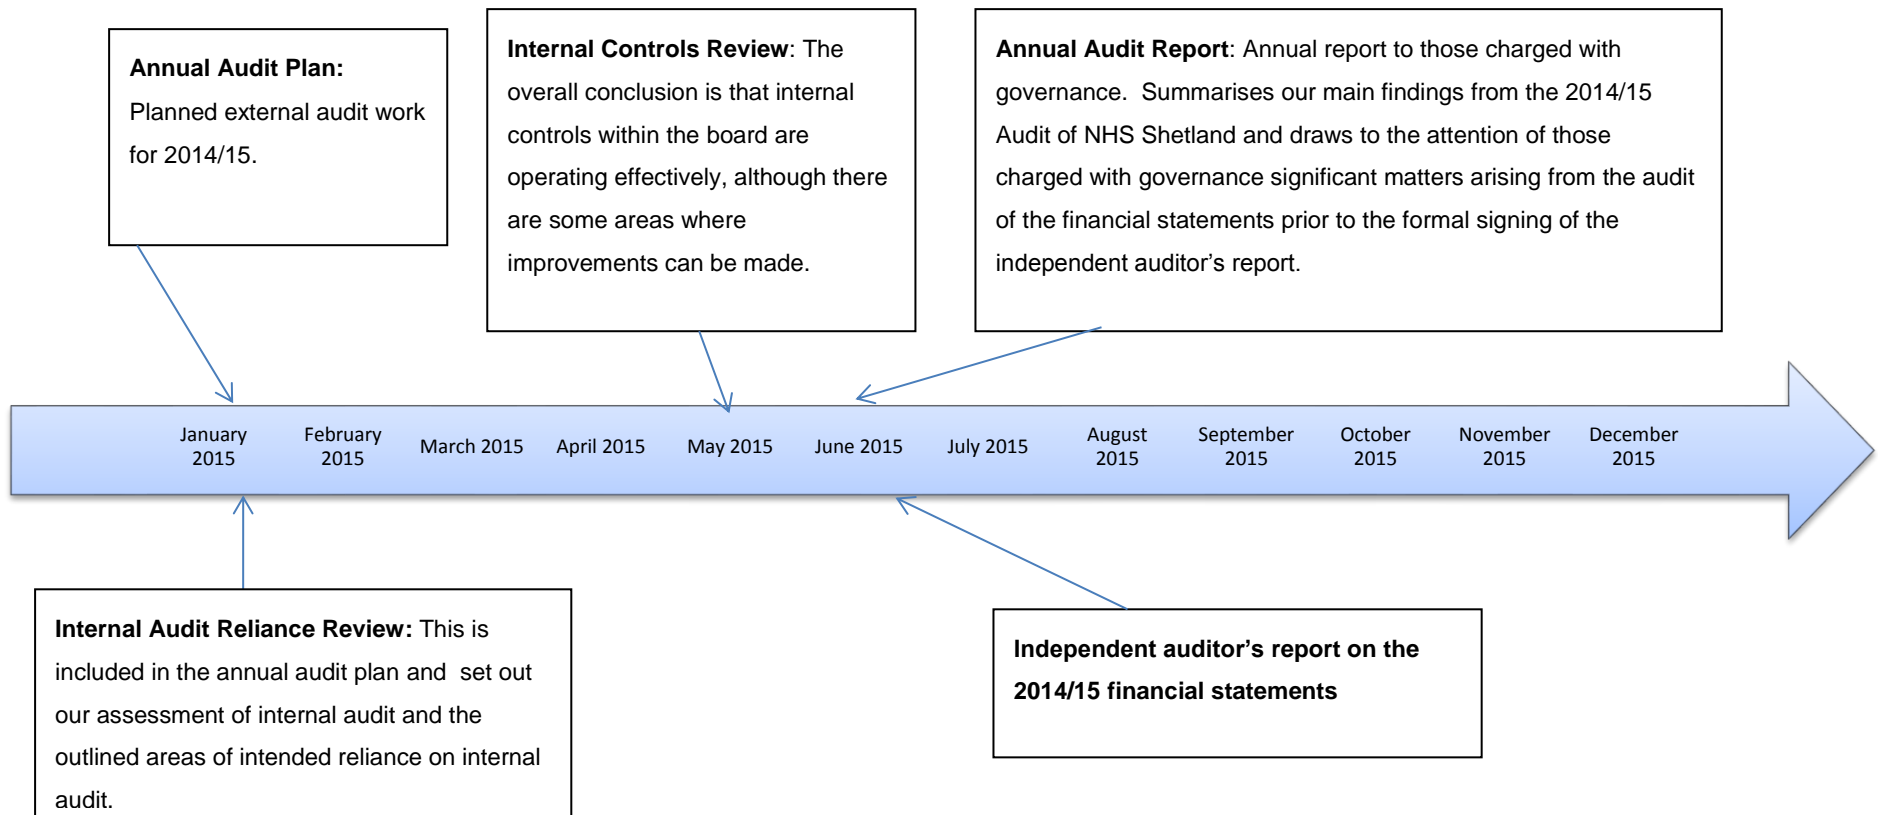 Annual Audit Plan:
Planned external audit work
for 2014/15.
Internal Controls Review: The
overall conclusion is that internal
controls within the board are
operating effectively, although there
are some areas where
improvements can be made.
Annual Audit Report: Annual report to those charged with
governance.  Summarises our main findings from the 2014/15
Audit of NHS Shetland and draws to the attention of those
charged with governance significant matters arising from the audit
of the financial statements prior to the formal signing of the
independent auditor’s report.
January
2015
February
2015
March 2015
April 2015
May 2015
June 2015
July 2015
August
2015
September
2015
October
2015
November
2015
December
2015
Internal Audit Reliance Review: This is
included in the annual audit plan and  set out
our assessment of internal audit and the
outlined areas of intended reliance on internal
audit.
Independent auditor’s report on the
2014/15 financial statements